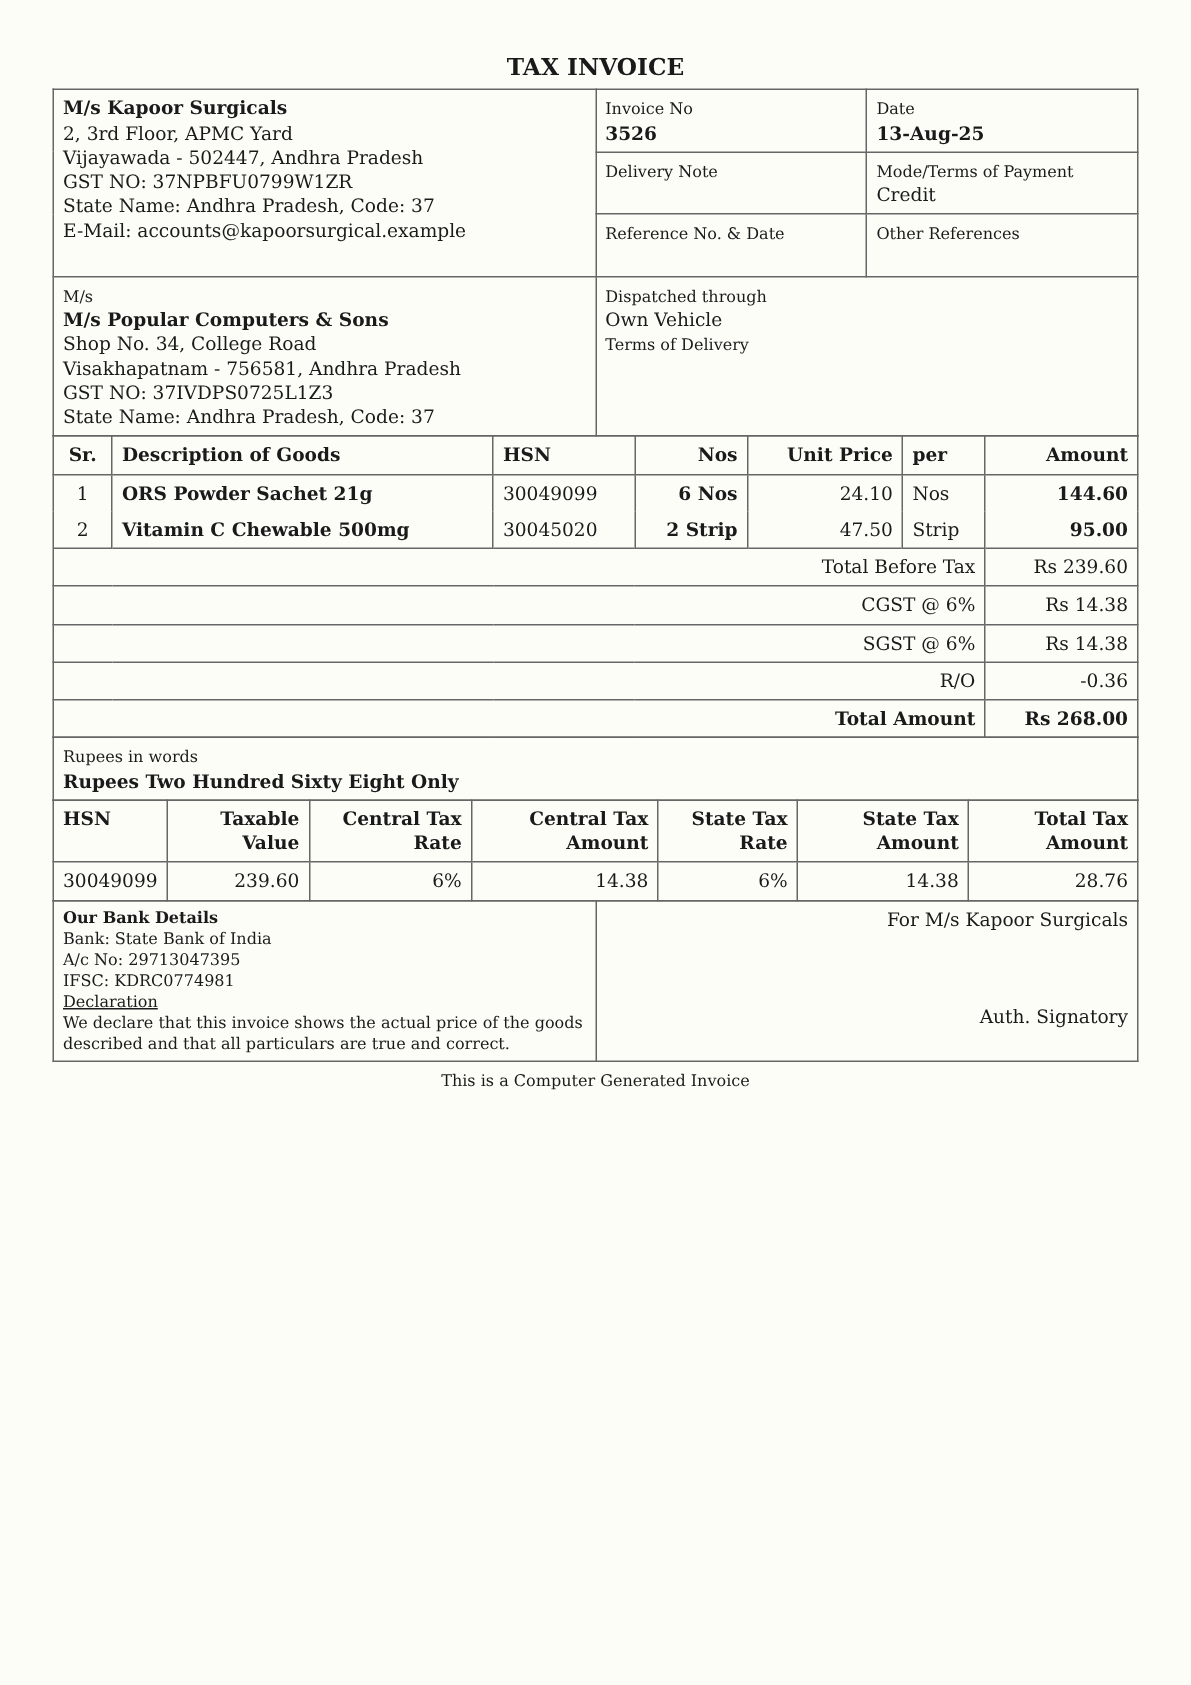 TAX INVOICE
M/s Kapoor Surgicals
2, 3rd Floor, APMC Yard
Vijayawada - 502447, Andhra Pradesh
GST NO: 37NPBFU0799W1ZR
State Name: Andhra Pradesh, Code: 37
E-Mail: accounts@kapoorsurgical.example
Invoice No
3526
Date
13-Aug-25
Delivery Note
Mode/Terms of Payment
Credit
Reference No. & Date
Other References
M/s
M/s Popular Computers & Sons
Shop No. 34, College Road
Visakhapatnam - 756581, Andhra Pradesh
GST NO: 37IVDPS0725L1Z3
State Name: Andhra Pradesh, Code: 37
Dispatched through
Own Vehicle
Terms of Delivery
Sr. Description of Goods HSN Nos Unit Price per Amount
1 ORS Powder Sachet 21g 30049099 6 Nos 24.10 Nos 144.60
2 Vitamin C Chewable 500mg 30045020 2 Strip 47.50 Strip 95.00
Total Before Tax Rs 239.60
CGST @ 6% Rs 14.38
SGST @ 6% Rs 14.38
R/O -0.36
Total Amount Rs 268.00
Rupees in words
Rupees Two Hundred Sixty Eight Only
HSN Taxable Central Tax Central Tax State Tax State Tax Total Tax
Value Rate Amount Rate Amount Amount
30049099 239.60 6% 14.38 6% 14.38 28.76
Our Bank Details
Bank: State Bank of India
A/c No: 29713047395
IFSC: KDRC0774981
Declaration
We declare that this invoice shows the actual price of the goods
described and that all particulars are true and correct.
For M/s Kapoor Surgicals
Auth. Signatory
This is a Computer Generated Invoice